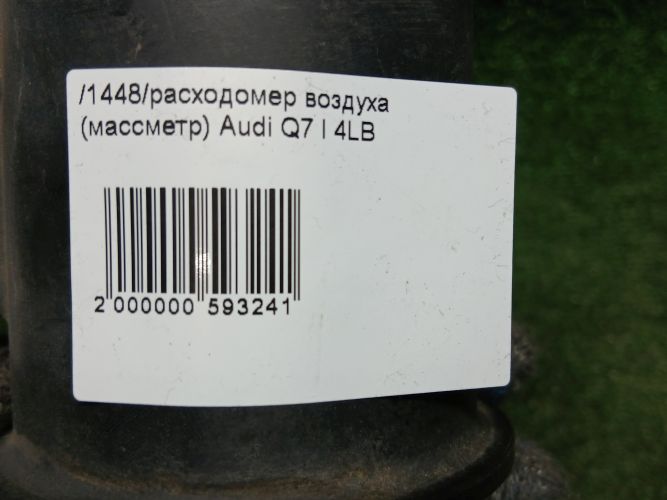 /1448/расходомер воздуха
(массметр) Audi Q7 I 4LB
2 000000 593241